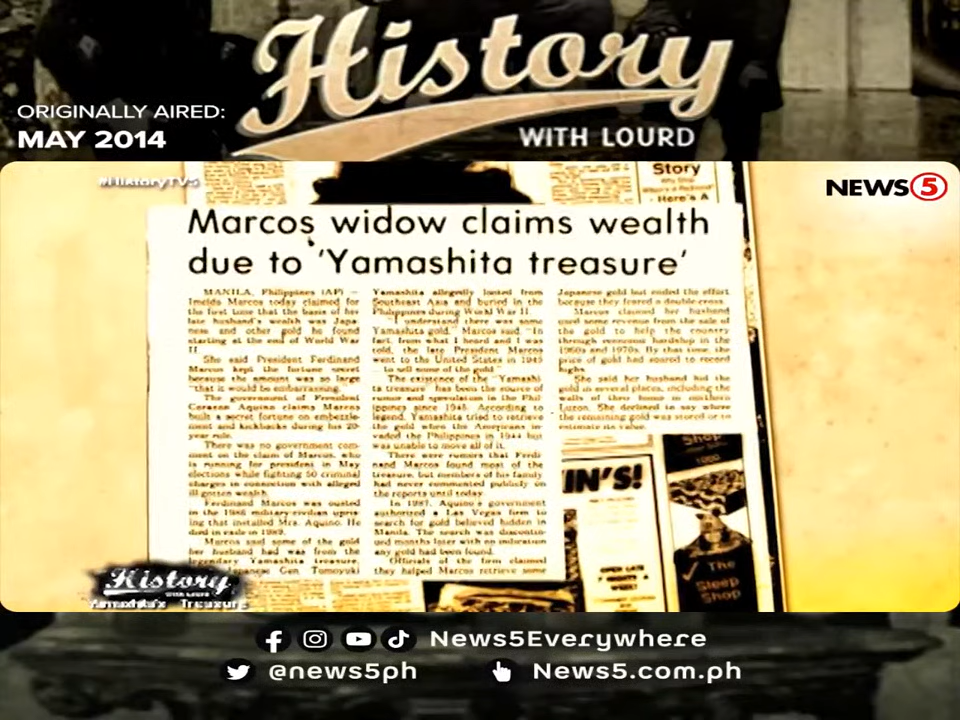 History
WITH LOURD
ORIGINALLY AIRED:
MAY 2014
#HistoryTV5
NEWS5
Story
Here's A
Marcos widow claims wealth
due to 'Yamashita treasure'
MANILA, Philippines (AP) —
Imelda Marcos today claimed for
the first time that the basis of her
late husband's wealth was Japa-
nese and other gold he found
starting at the end of World War
II.
She said President Ferdinand
Marcos kept the fortune secret
because the amount was so large
"that it would be embarrassing."
The government of President
Corazon Aquino claims Marcos
built a secret fortune on embezzle-
ment and kickbacks during his 20-
year rule.
There was no government com-
ment on the claim of Marcos, who
is running for president in May
elections while fighting 50 criminal
charges in connection with alleged
ill gotten wealth.
Ferdinand Marcos was ousted
in the 1986 military-civilian upris-
ing that installed Mrs. Aquino. He
died in exile in 1989.
Marcos said some of the gold
her husband had was from the
legendary Yamashita treasure,
Japanese Gen. Tomoyuki
Yamashita allegedly looted from
Southeast Asia and buried in the
Philippines during World War II.
"I understand there was some
Yamashita gold," Marcos said. "In
fact, from what I heard and I was
told, the late President Marcos
went to the United States in 1945
to sell some of the gold."
The existence of the "Yamashi-
ta treasure" has been the source of
rumor and speculation in the Phil-
ippines since 1945. According to
legend, Yamashita tried to retrieve
the gold when the Americans in-
vaded the Philippines in 1944 but
was unable to move all of it.
There were rumors that Ferdi-
nand Marcos found most of the
treasure, but members of his family
had never commented publicly on
the reports until today.
In 1987, Aquino's government
authorized a Las Vegas firm to
search for gold believed hidden in
Manila. The search was discontin-
ued months later with no indication
any gold had been found.
Officials of the firm claimed
they helped Marcos retrieve some
Japanese gold but ended the effort
because they feared a double-cross.
Marcos claimed her husband
used some revenue from the sale of
the gold to help the country
through economic hardship in the
1960s and 1970s. By that time, the
price of gold had soared to record
highs.
She said her husband hid the
gold in several places, including the
walls of their home in northern
Luzon. She declined to say where
the remaining gold was stored or to
estimate its value.
IN'S!
Shop
OPEN LATE
7 NIGHTS A
WEEK!
The
Sleep
Shop
History
WITH LOURD
Yamashita's Treasure
News5Everywhere
@news5ph
News5.com.ph